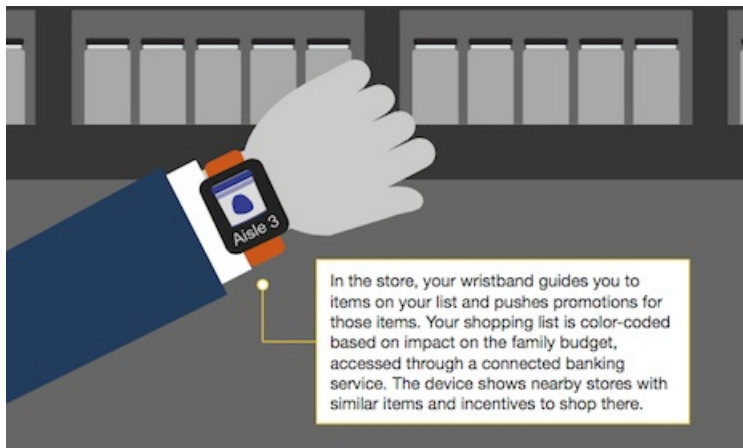 Aisle 3
In the store, your wristband guides you to
items on your list and pushes promotions for
those items. Your shopping list is color-coded
based on impact on the family budget,
accessed through a connected banking
service. The device shows nearby stores with
similar items and incentives to shop there.